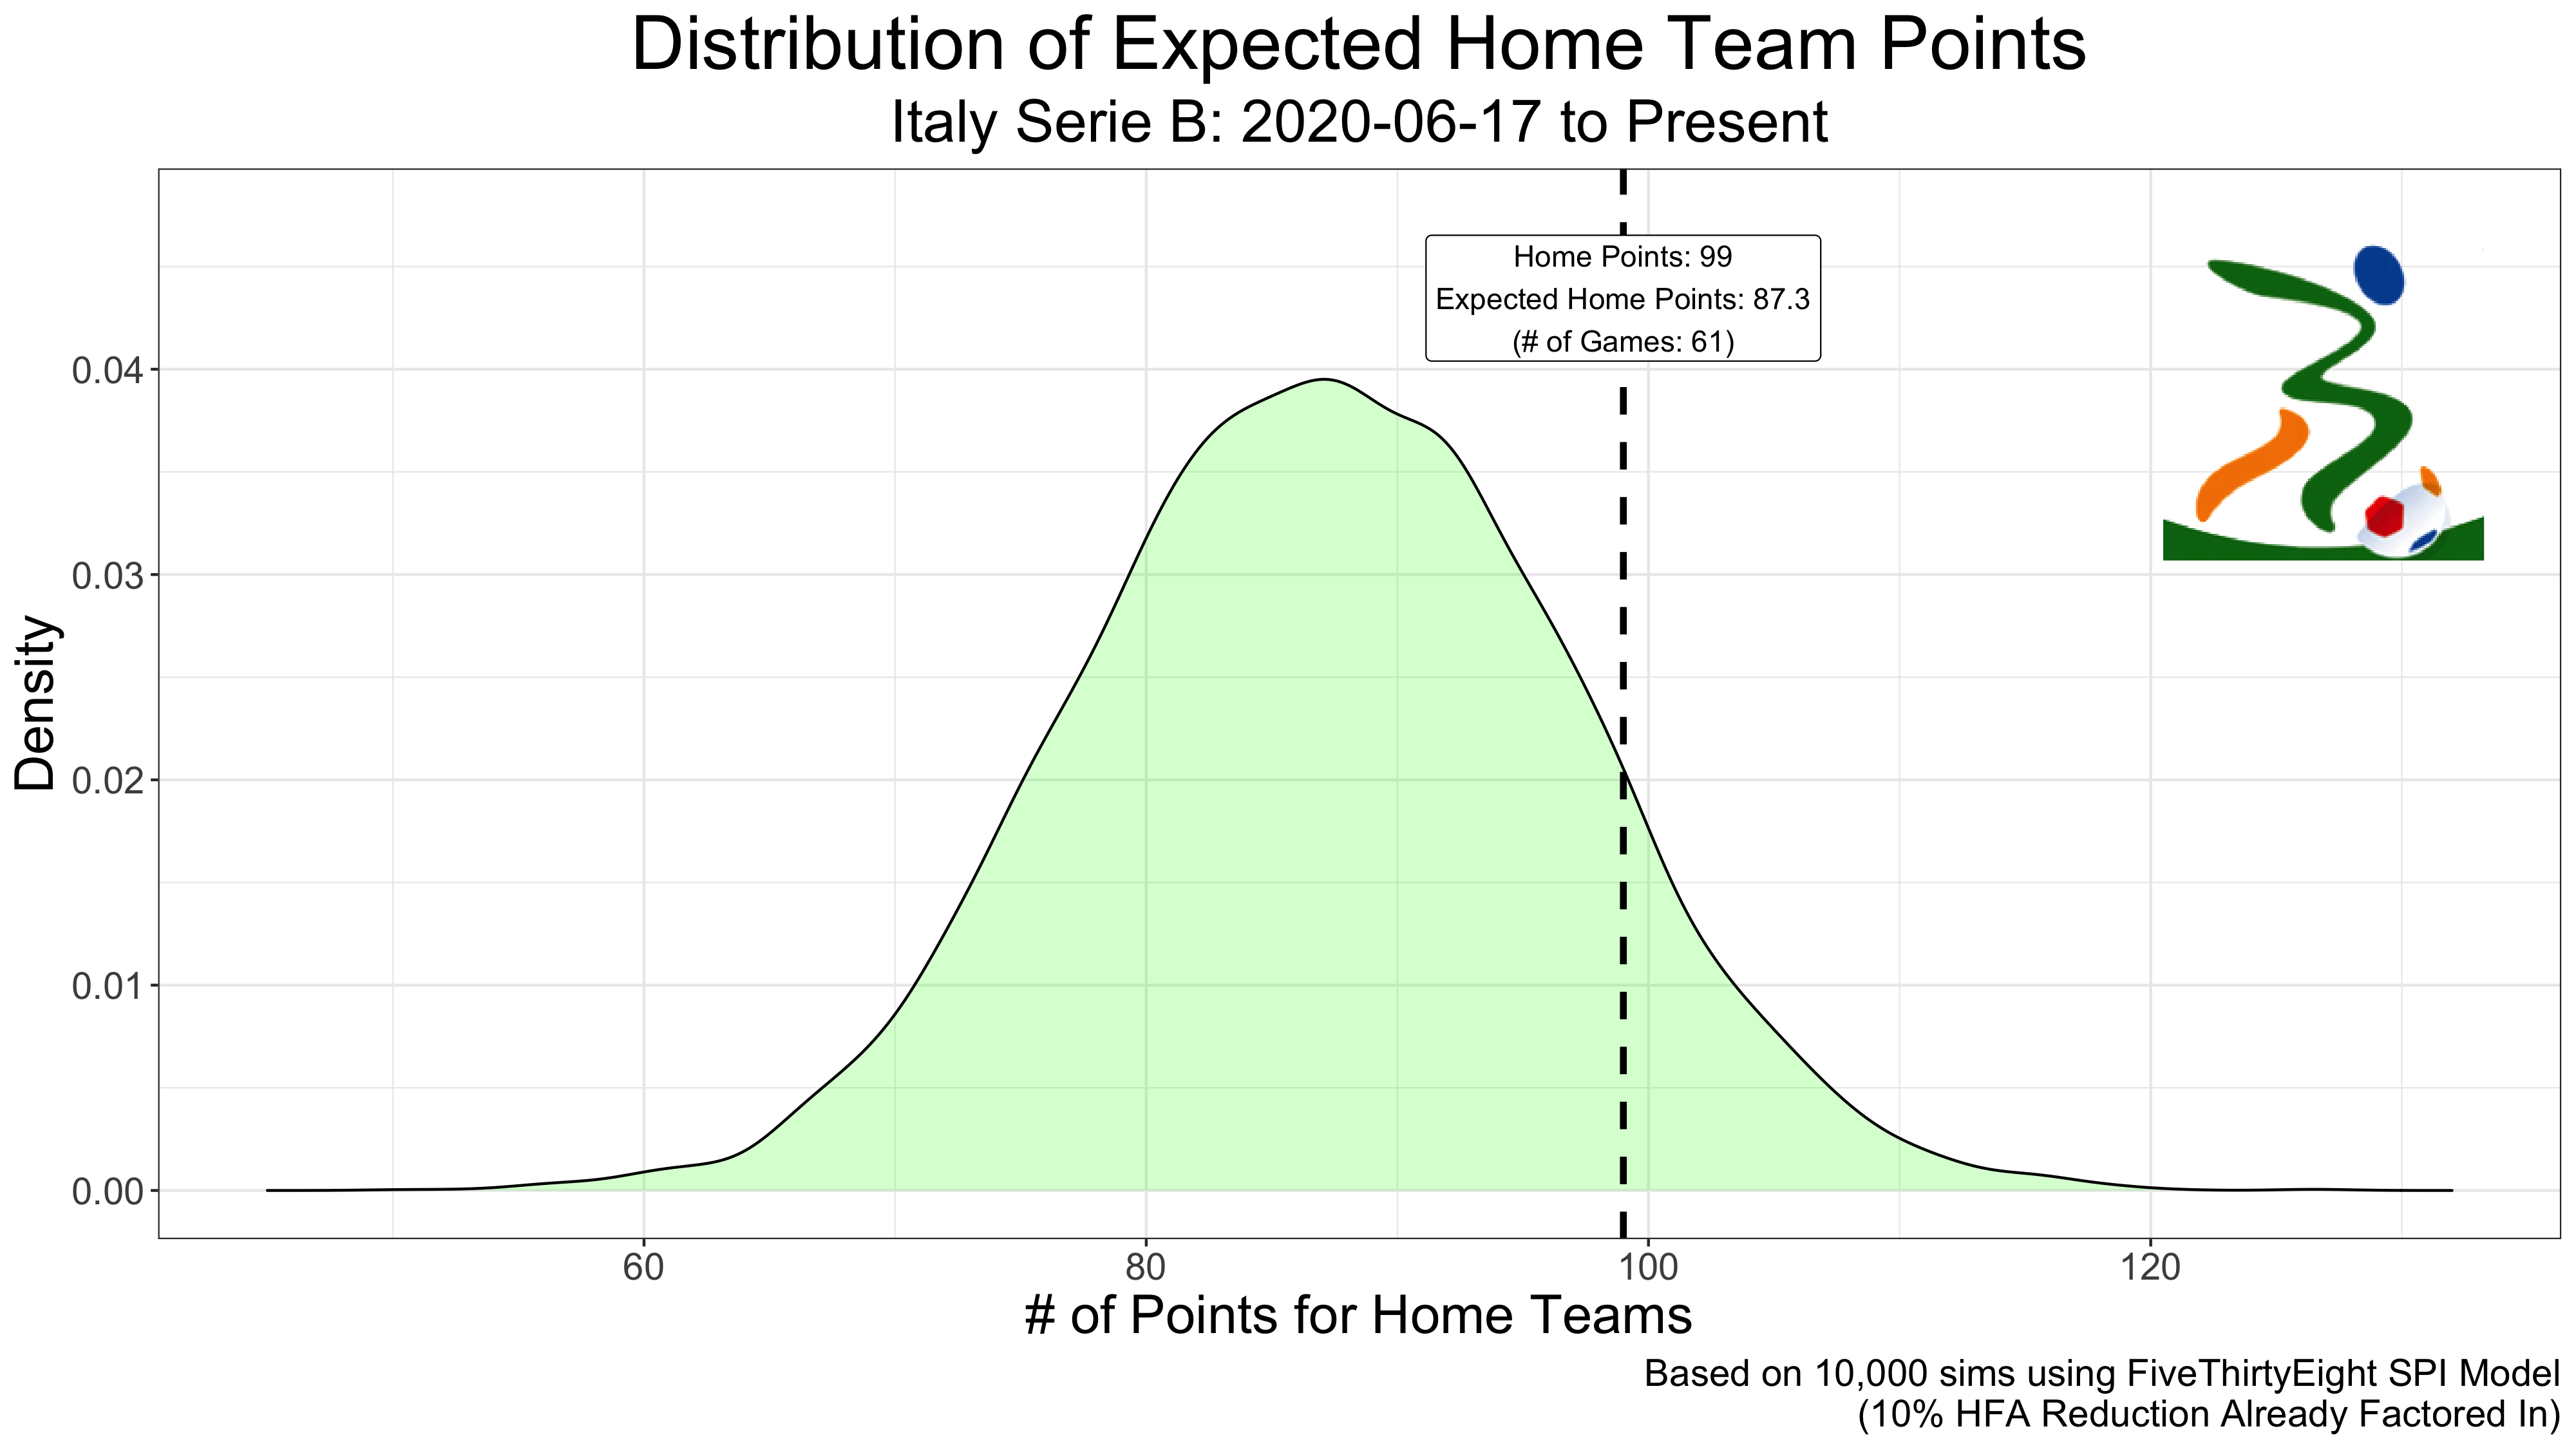 Distribution of Expected Home Team Points
Italy Serie B: 2020-06-17 to Present
Home Points: 99
Expected Home Points: 87.3
(# of Games: 61)
Density
0.04
0.03
0.02
0.01
0.00
60 80 100 120
# of Points for Home Teams
Based on 10,000 sims using FiveThirtyEight SPI Model
(10% HFA Reduction Already Factored In)